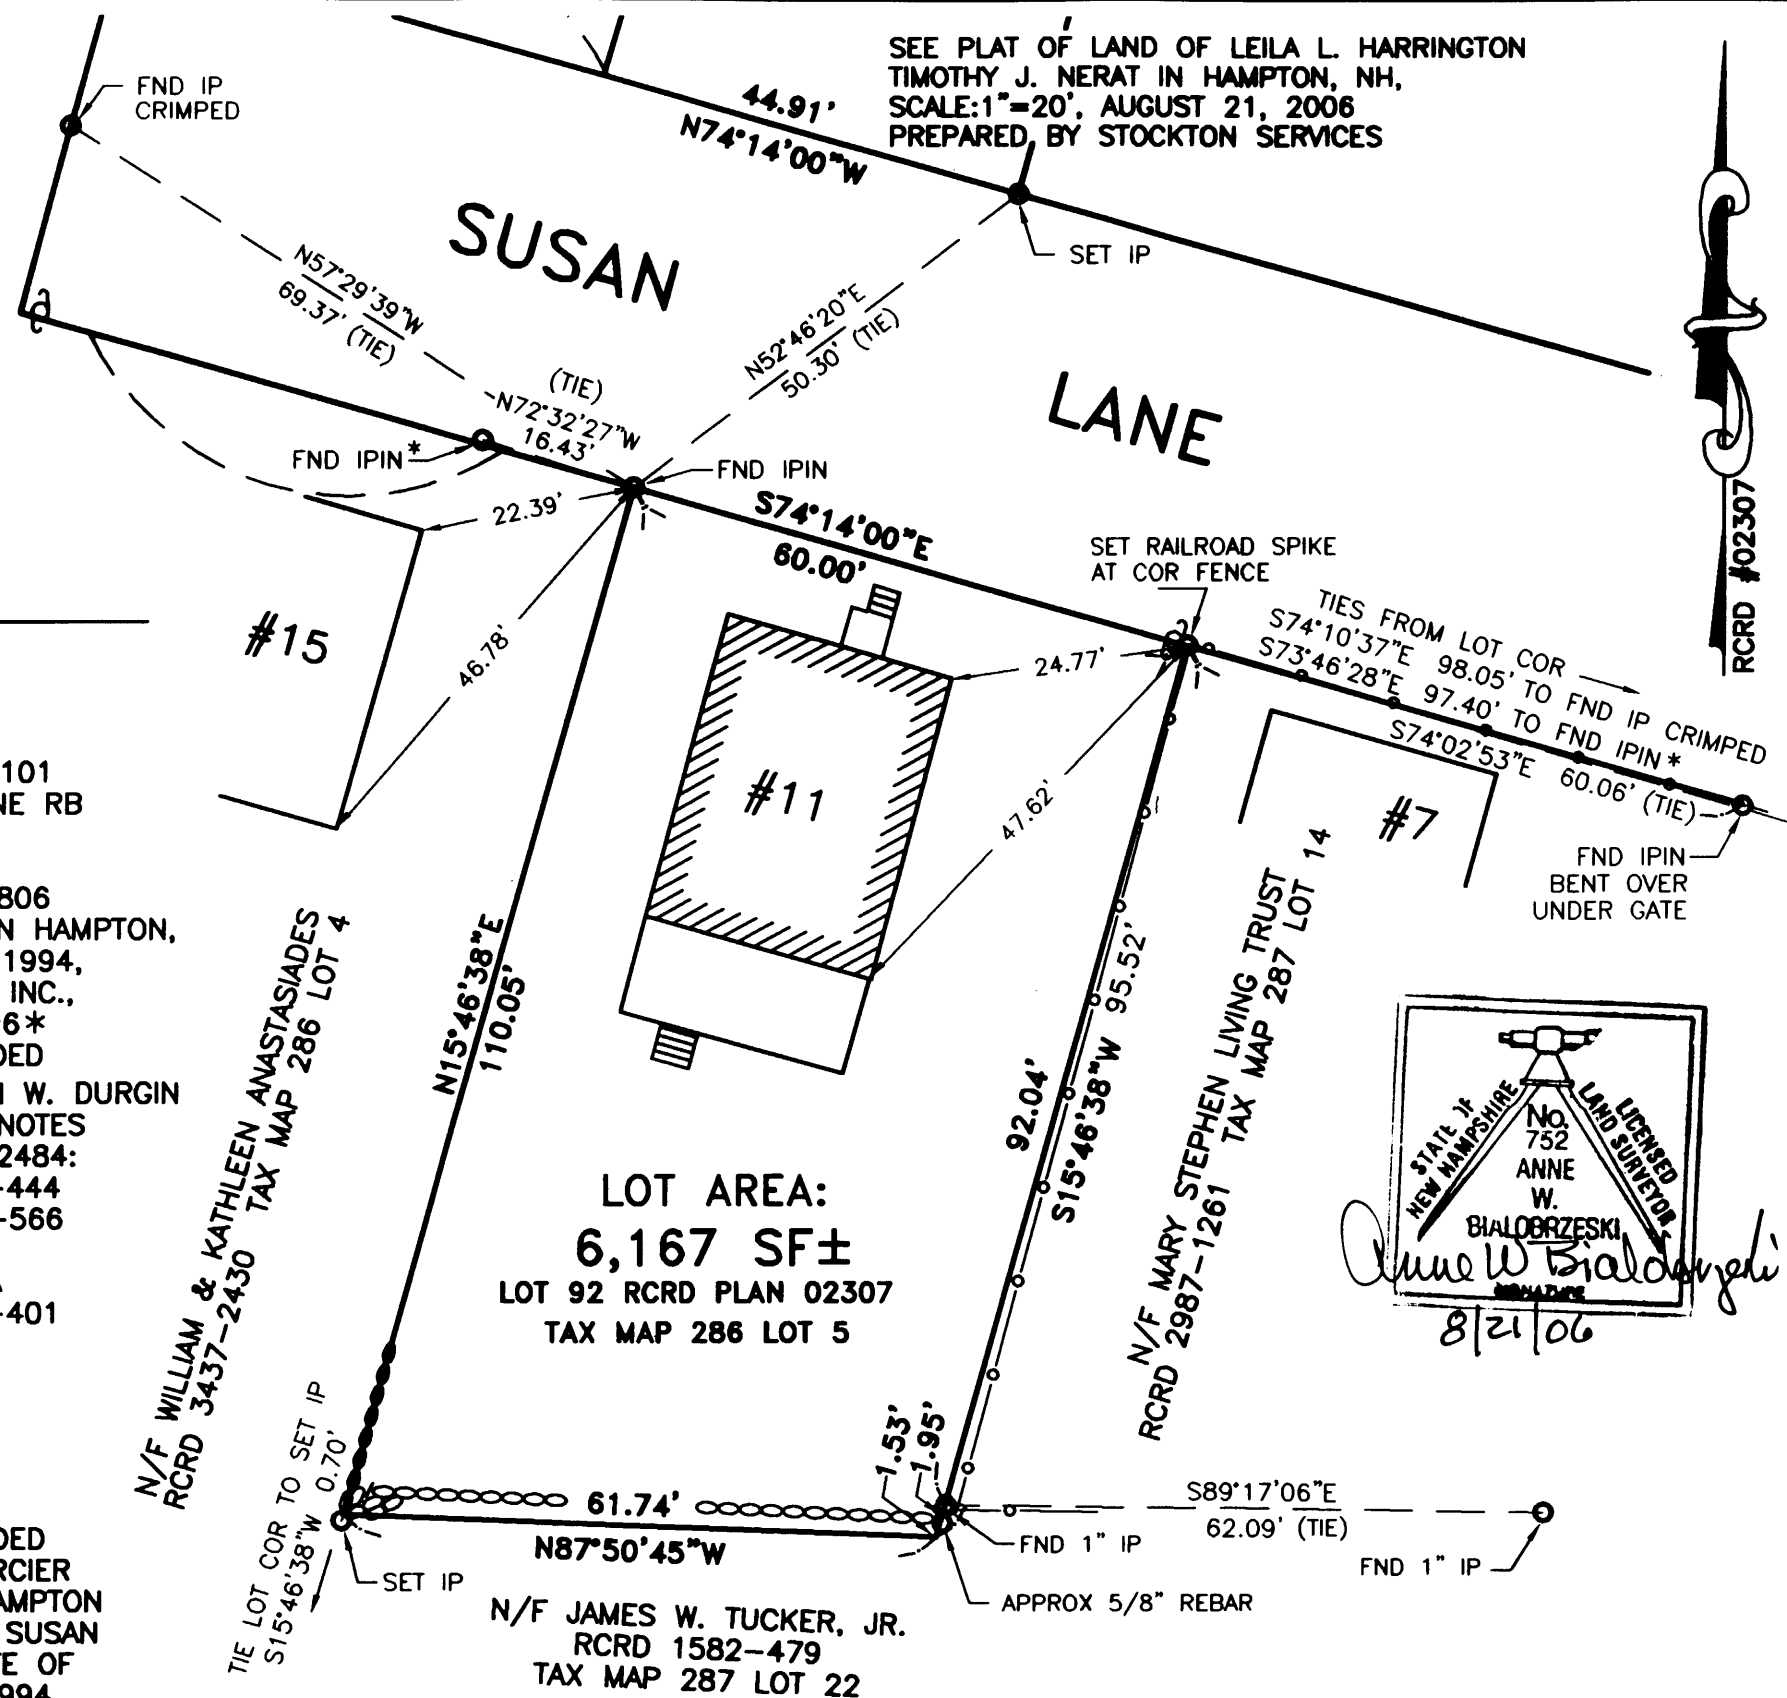 SEE PLAT OF LAND OF LEILA L. HARRINGTON
TIMOTHY J. NERAT IN HAMPTON, NH,
SCALE:1"=20', AUGUST 21, 2006
PREPARED BY STOCKTON SERVICES
FND IP
CRIMPED
44.91'
N74°14'00"W
SUSAN
LANE
SET IP
N57°29'39"W
69.37' (TIE)
N52°46'20"E
50.30' (TIE)
(TIE)
N72°32'27"W
16.43'
FND IPIN*
FND IPIN
22.39'
46.78'
S74°14'00"E
60.00'
SET RAILROAD SPIKE
AT COR FENCE
RCRD #02307
TIES FROM LOT COR
S74°10'37"E 98.05' TO FND IP CRIMPED
S73°46'28"E 97.40' TO FND IPIN*
S74°02'53"E 60.06' (TIE)
FND IPIN
BENT OVER
UNDER GATE
#15
#11
#7
24.77'
47.62'
101
NE RB
806
N HAMPTON,
1994,
INC.,
6*
DED
W. DURGIN
NOTES
2484:
-444
-566
-401
N15°46'38"E
110.05'
N/F WILLIAM & KATHLEEN ANASTASIADES
RCRD 3437-2430 TAX MAP 286 LOT 4
92.04'
S15°46'38"W 95.52'
N/F MARY STEPHEN LIVING TRUST
RCRD 2987-1261 TAX MAP 287 LOT 14
LOT AREA:
6,167 SF±
LOT 92 RCRD PLAN 02307
TAX MAP 286 LOT 5
STATE OF
NEW HAMPSHIRE
LICENSED
LAND SURVEYOR
No.
752
ANNE
W.
BIALOBRZESKI
Anne W Bialobrzeski
SIGNATURE
8/21/06
1.53'
1.95'
61.74'
N87°50'45"W
S89°17'06"E
62.09' (TIE)
FND 1" IP
FND 1" IP
APPROX 5/8" REBAR
SET IP
TIE LOT COR TO SET IP
S15°46'38"W 0.70'
N/F JAMES W. TUCKER, JR.
RCRD 1582-479
TAX MAP 287 LOT 22
DED
RCIER
AMPTON
SUSAN
TE OF
1994